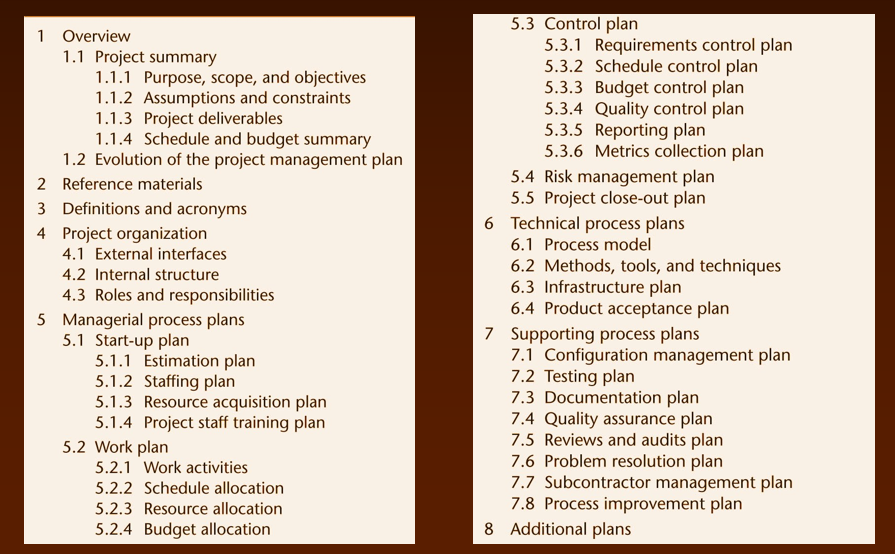 1 Overview
1.1 Project summary
1.1.1 Purpose, scope, and objectives
1.1.2 Assumptions and constraints
1.1.3 Project deliverables
1.1.4 Schedule and budget summary
1.2 Evolution of the project management plan
2 Reference materials
3 Definitions and acronyms
4 Project organization
4.1 External interfaces
4.2 Internal structure
4.3 Roles and responsibilities
5 Managerial process plans
5.1 Start-up plan
5.1.1 Estimation plan
5.1.2 Staffing plan
5.1.3 Resource acquisition plan
5.1.4 Project staff training plan
5.2 Work plan
5.2.1 Work activities
5.2.2 Schedule allocation
5.2.3 Resource allocation
5.2.4 Budget allocation
5.3 Control plan
5.3.1 Requirements control plan
5.3.2 Schedule control plan
5.3.3 Budget control plan
5.3.4 Quality control plan
5.3.5 Reporting plan
5.3.6 Metrics collection plan
5.4 Risk management plan
5.5 Project close-out plan
6 Technical process plans
6.1 Process model
6.2 Methods, tools, and techniques
6.3 Infrastructure plan
6.4 Product acceptance plan
7 Supporting process plans
7.1 Configuration management plan
7.2 Testing plan
7.3 Documentation plan
7.4 Quality assurance plan
7.5 Reviews and audits plan
7.6 Problem resolution plan
7.7 Subcontractor management plan
7.8 Process improvement plan
8 Additional plans